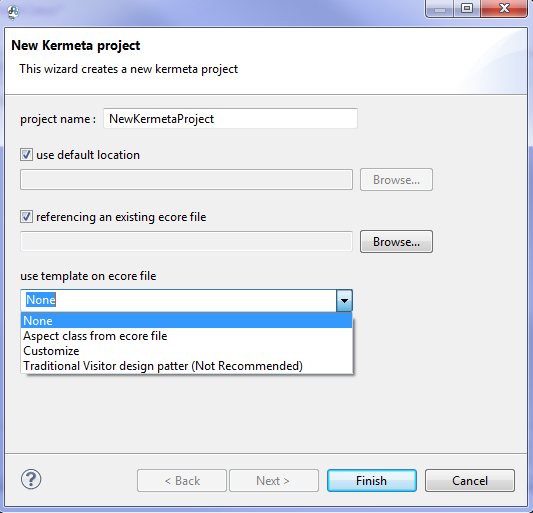 New Kermeta project
This wizard creates a new kermeta project
project name : NewKermetaProject
use default location
Browse...
referencing an existing ecore file
Browse...
use template on ecore file
None
None
Aspect class from ecore file
Customize
Traditional Visitor design patter (Not Recommended)
? < Back Next > Finish Cancel